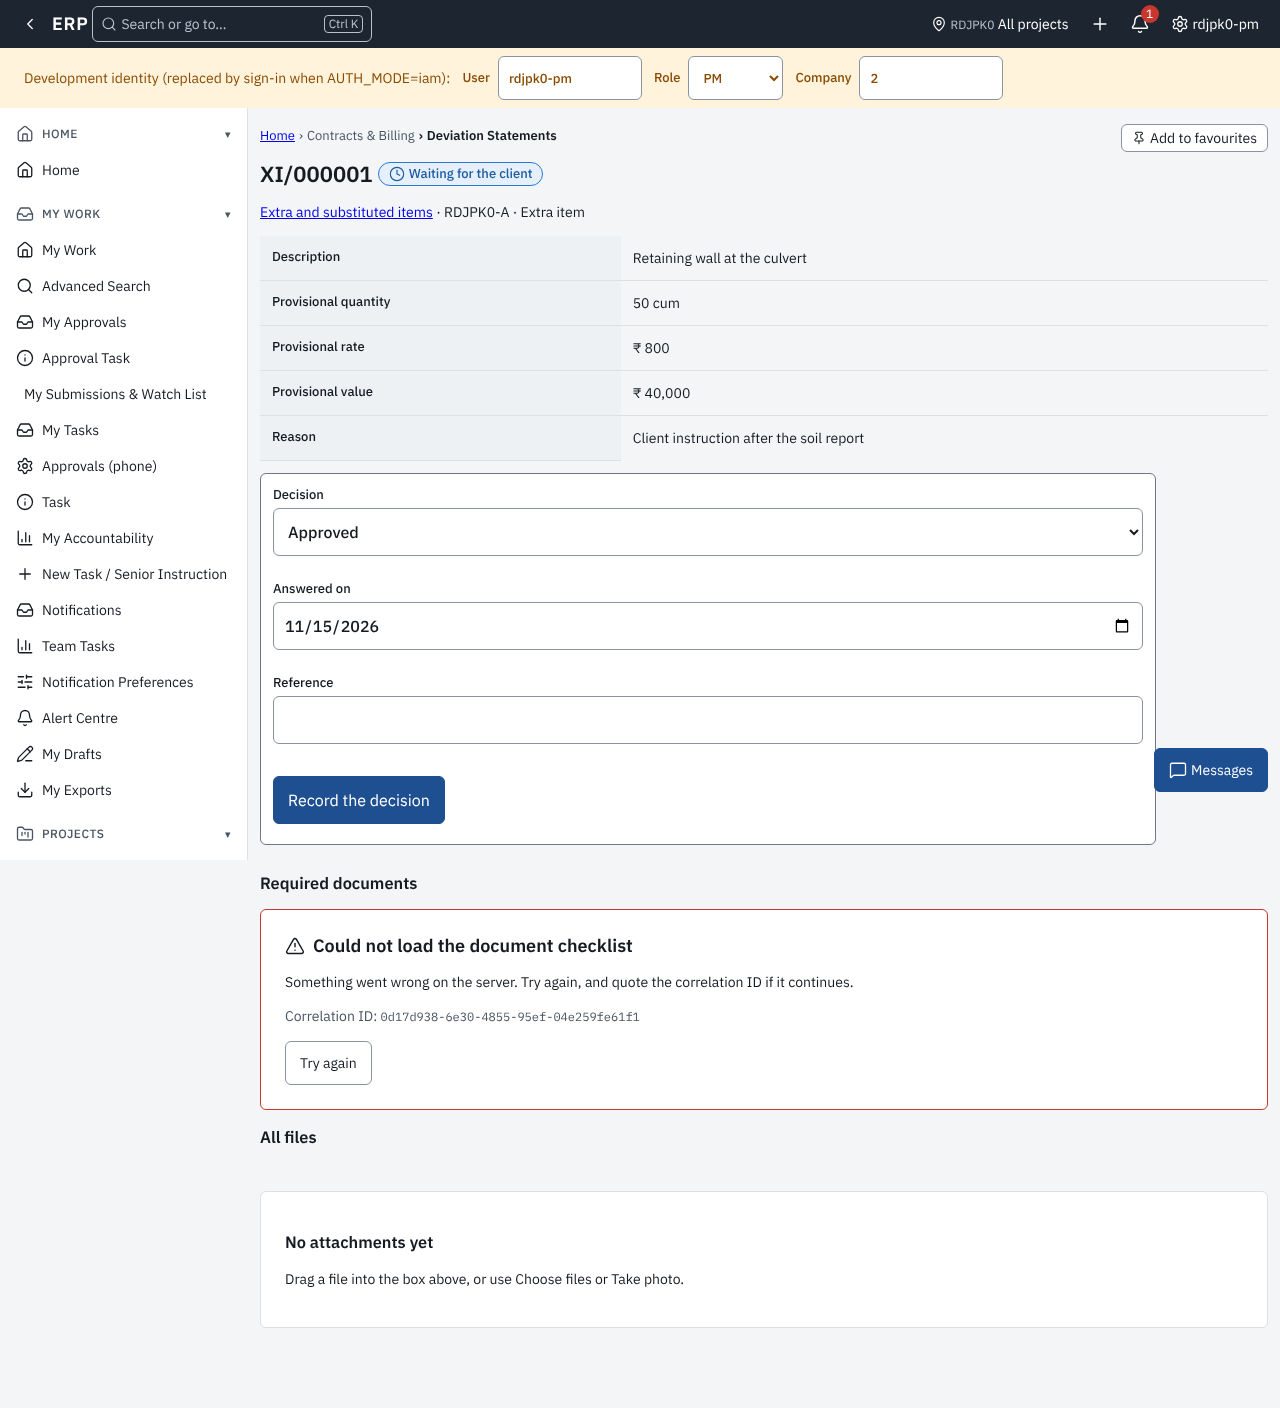 ERP
Search or go to...
Ctrl K
RDJPK0 All projects
1
rdjpk0-pm
Development identity (replaced by sign-in when AUTH_MODE=iam):
User
rdjpk0-pm
Role
PM
Company
2
HOME
Home
MY WORK
My Work
Advanced Search
My Approvals
Approval Task
My Submissions & Watch List
My Tasks
Approvals (phone)
Task
My Accountability
New Task / Senior Instruction
Notifications
Team Tasks
Notification Preferences
Alert Centre
My Drafts
My Exports
PROJECTS
Home › Contracts & Billing › Deviation Statements
Add to favourites
XI/000001
Waiting for the client
Extra and substituted items · RDJPK0-A · Extra item
Description
Retaining wall at the culvert
Provisional quantity
50 cum
Provisional rate
₹ 800
Provisional value
₹ 40,000
Reason
Client instruction after the soil report
Decision
Approved
Answered on
11/15/2026
Reference
Record the decision
Messages
Required documents
Could not load the document checklist
Something went wrong on the server. Try again, and quote the correlation ID if it continues.
Correlation ID: 0d17d938-6e30-4855-95ef-04e259fe61f1
Try again
All files
No attachments yet
Drag a file into the box above, or use Choose files or Take photo.